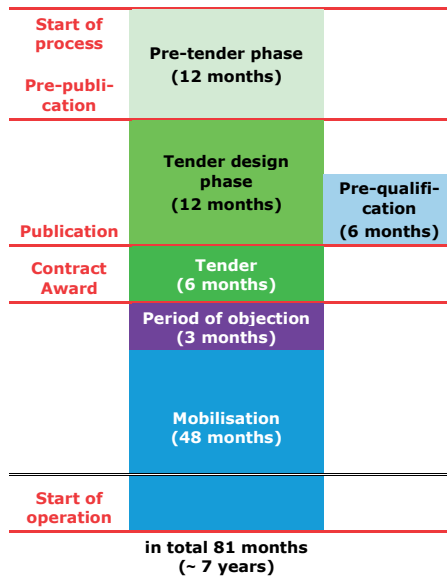 Start of
process
Pre-publi-
cation
Pre-tender phase
(12 months)
Tender design
phase
(12 months)
Pre-qualifi-
cation
(6 months)
Publication
Contract
Award
Tender
(6 months)
Period of objection
(3 months)
Mobilisation
(48 months)
Start of
operation
in total 81 months
(~ 7 years)